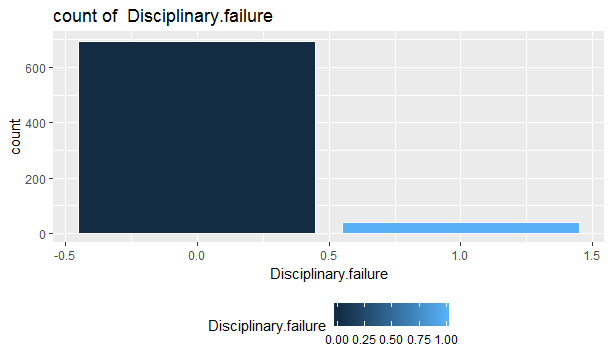 count of  Disciplinary.failure
600
400
200
0
count
-0.5 0.0 0.5 1.0 1.5
Disciplinary.failure
Disciplinary.failure
0.00 0.25 0.50 0.75 1.00